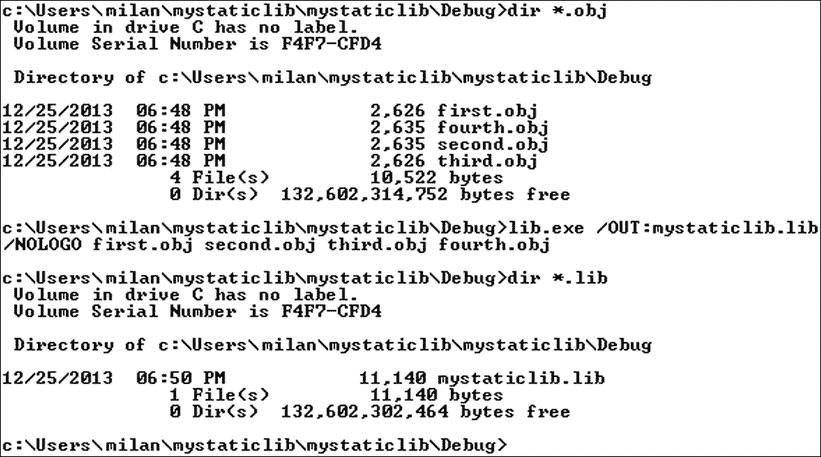 c:\Users\milan\mystaticlib\mystaticlib\Debug>dir *.obj
Volume in drive C has no label.
Volume Serial Number is F4F7-CFD4
Directory of c:\Users\milan\mystaticlib\mystaticlib\Debug
12/25/2013 06:48 PM 2,626 first.obj
12/25/2013 06:48 PM 2,635 fourth.obj
12/25/2013 06:48 PM 2,635 second.obj
12/25/2013 06:48 PM 2,626 third.obj
4 File(s) 10,522 bytes
0 Dir(s) 132,602,314,752 bytes free
c:\Users\milan\mystaticlib\mystaticlib\Debug>lib.exe /OUT:mystaticlib.lib
/NOLOGO first.obj second.obj third.obj fourth.obj
c:\Users\milan\mystaticlib\mystaticlib\Debug>dir *.lib
Volume in drive C has no label.
Volume Serial Number is F4F7-CFD4
Directory of c:\Users\milan\mystaticlib\mystaticlib\Debug
12/25/2013 06:50 PM 11,140 mystaticlib.lib
1 File(s) 11,140 bytes
0 Dir(s) 132,602,302,464 bytes free
c:\Users\milan\mystaticlib\mystaticlib\Debug>